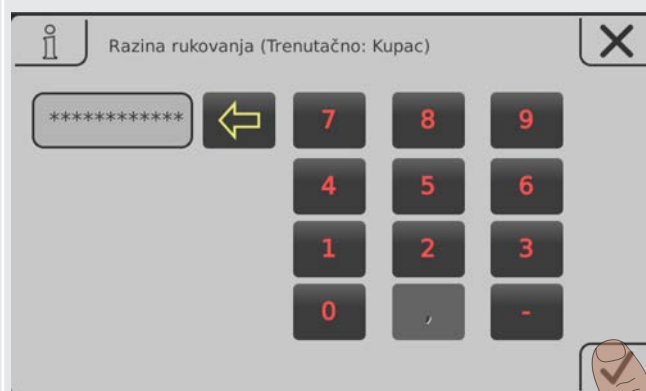 Razina rukovanja (Trenutačno: Kupac)
************
7 8 9
4 5 6
1 2 3
0 , -